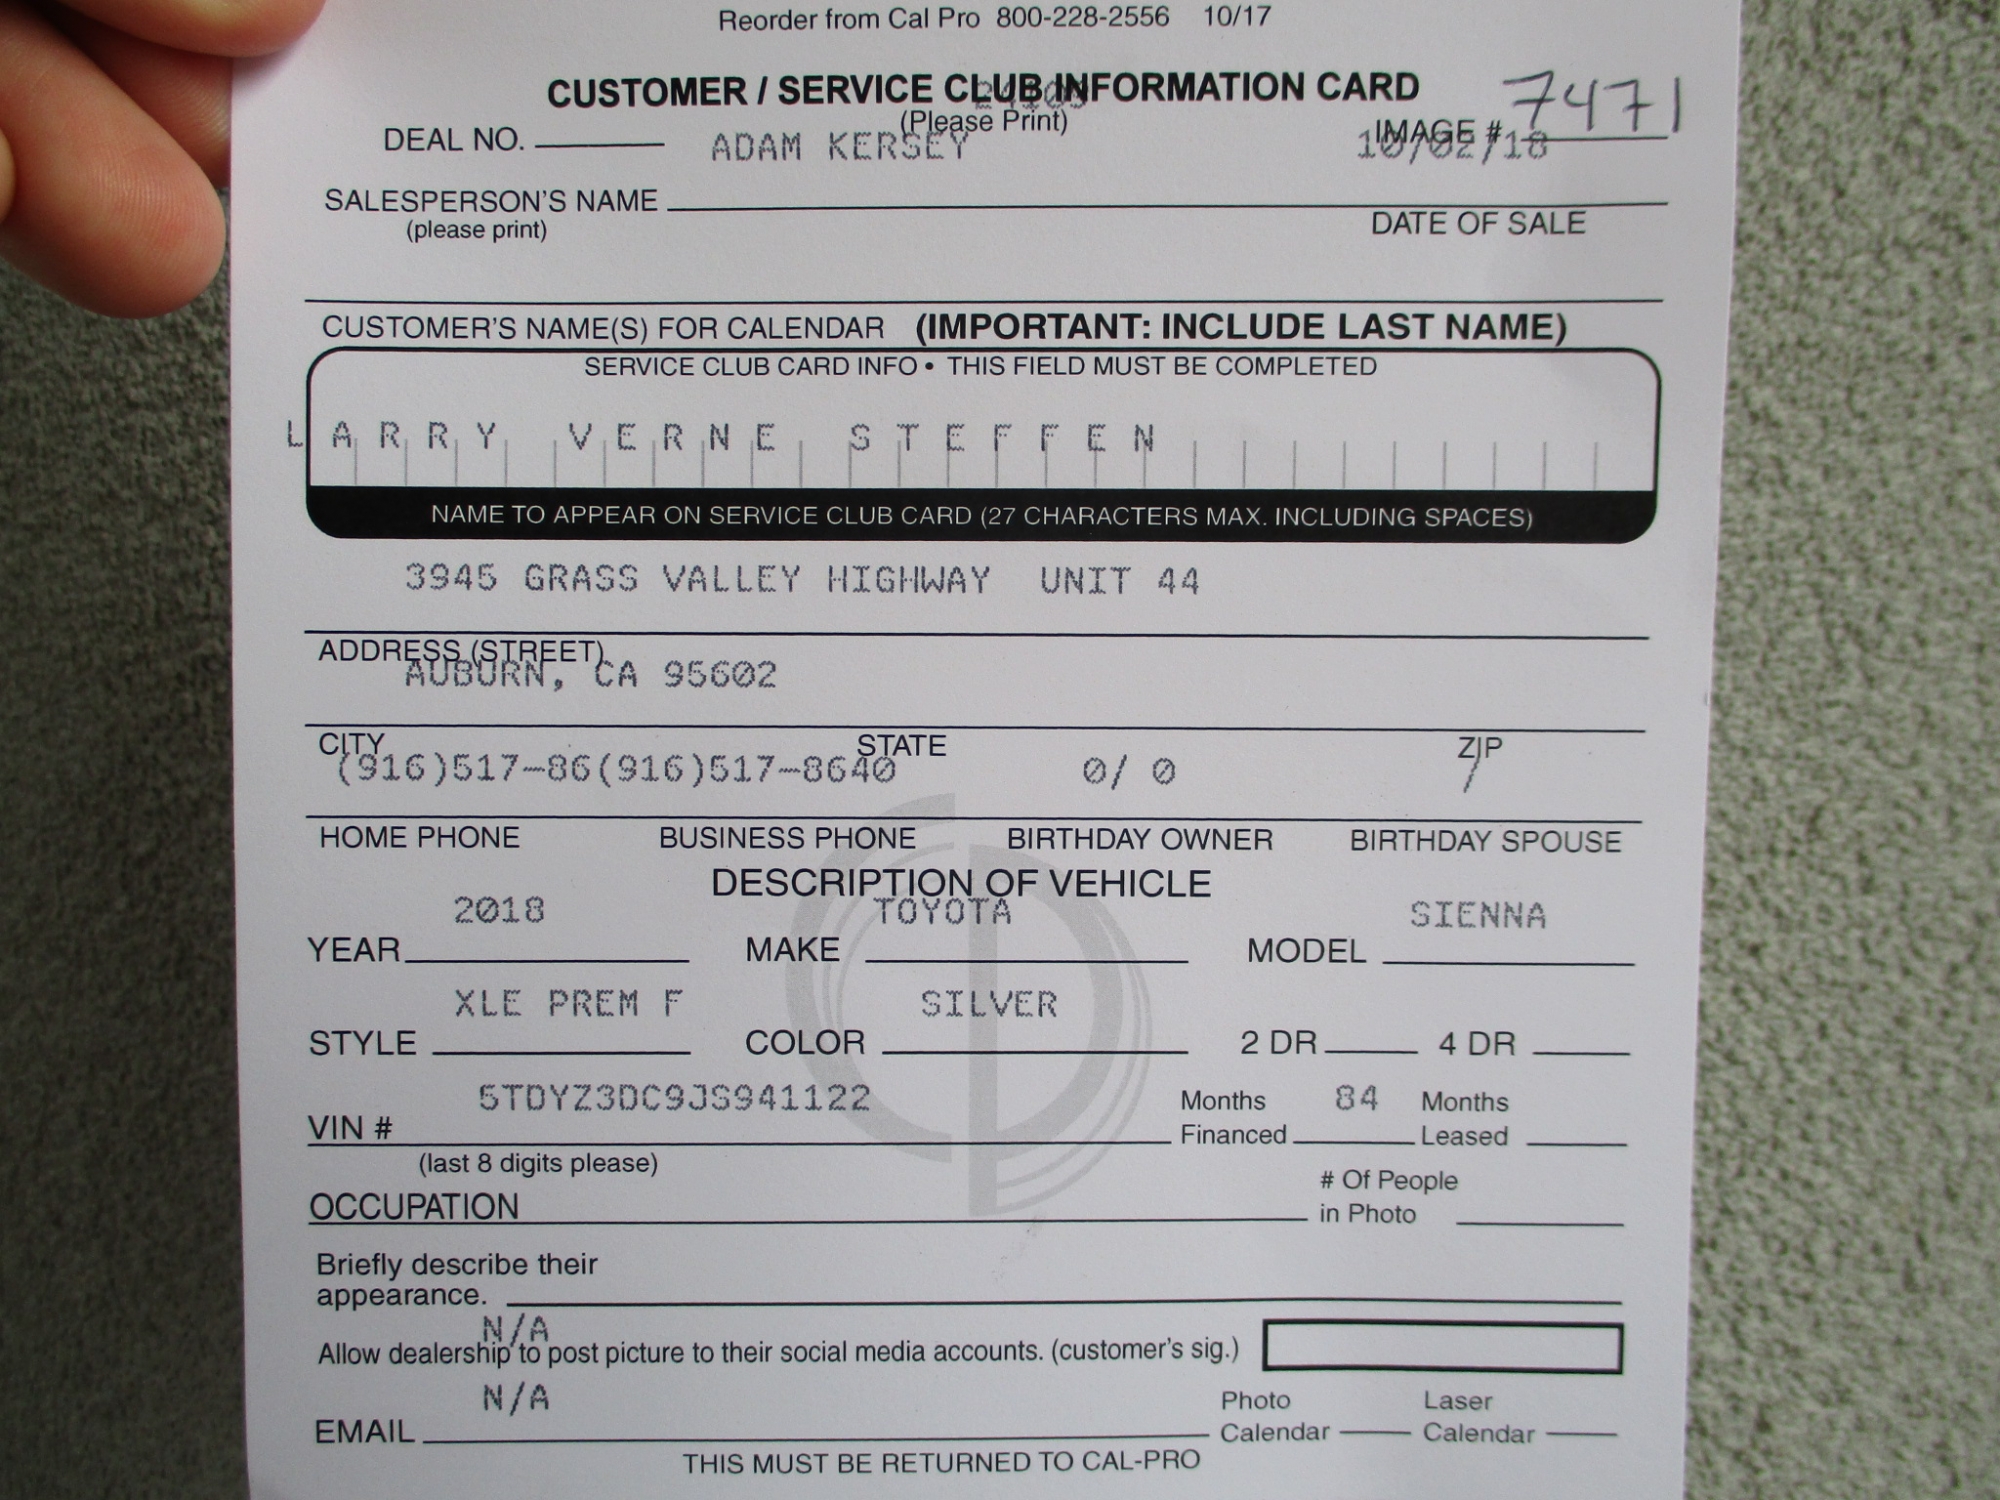 Reorder from Cal Pro 800-228-2556 10/17
CUSTOMER / SERVICE CLUB INFORMATION CARD
(Please Print)
DEAL NO. IMAGE # 7471
ADAM KERSEY 10/02/18
SALESPERSON'S NAME
(please print) DATE OF SALE
CUSTOMER'S NAME(S) FOR CALENDAR (IMPORTANT: INCLUDE LAST NAME)
SERVICE CLUB CARD INFO • THIS FIELD MUST BE COMPLETED
LARRY VERNE STEFFEN
NAME TO APPEAR ON SERVICE CLUB CARD (27 CHARACTERS MAX. INCLUDING SPACES)
3945 GRASS VALLEY HIGHWAY UNIT 44
ADDRESS (STREET)
AUBURN, CA 95602
CITY STATE ZIP
(916)517-86(916)517-8640 0/ 0 /
HOME PHONE BUSINESS PHONE BIRTHDAY OWNER BIRTHDAY SPOUSE
DESCRIPTION OF VEHICLE
2018 TOYOTA SIENNA
YEAR MAKE MODEL
XLE PREM F SILVER
STYLE COLOR 2 DR 4 DR
5TDYZ3DC9JS941122 Months 84 Months
VIN # Financed Leased
(last 8 digits please)
# Of People
OCCUPATION in Photo
Briefly describe their
appearance.
N/A
Allow dealership to post picture to their social media accounts. (customer's sig.)
N/A Photo Laser
EMAIL Calendar Calendar
THIS MUST BE RETURNED TO CAL-PRO